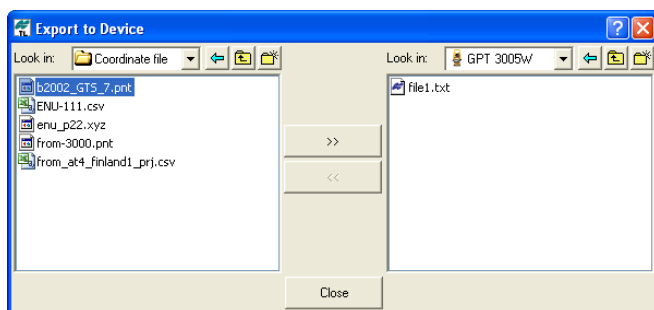 Export to Device
Look in: Coordinate file
Look in: GPT 3005W
b2002_GTS_7.pnt
ENU-111.csv
enu_p22.xyz
from-3000.pnt
from_at4_finland1_prj.csv
file1.txt
>>
<<
Close